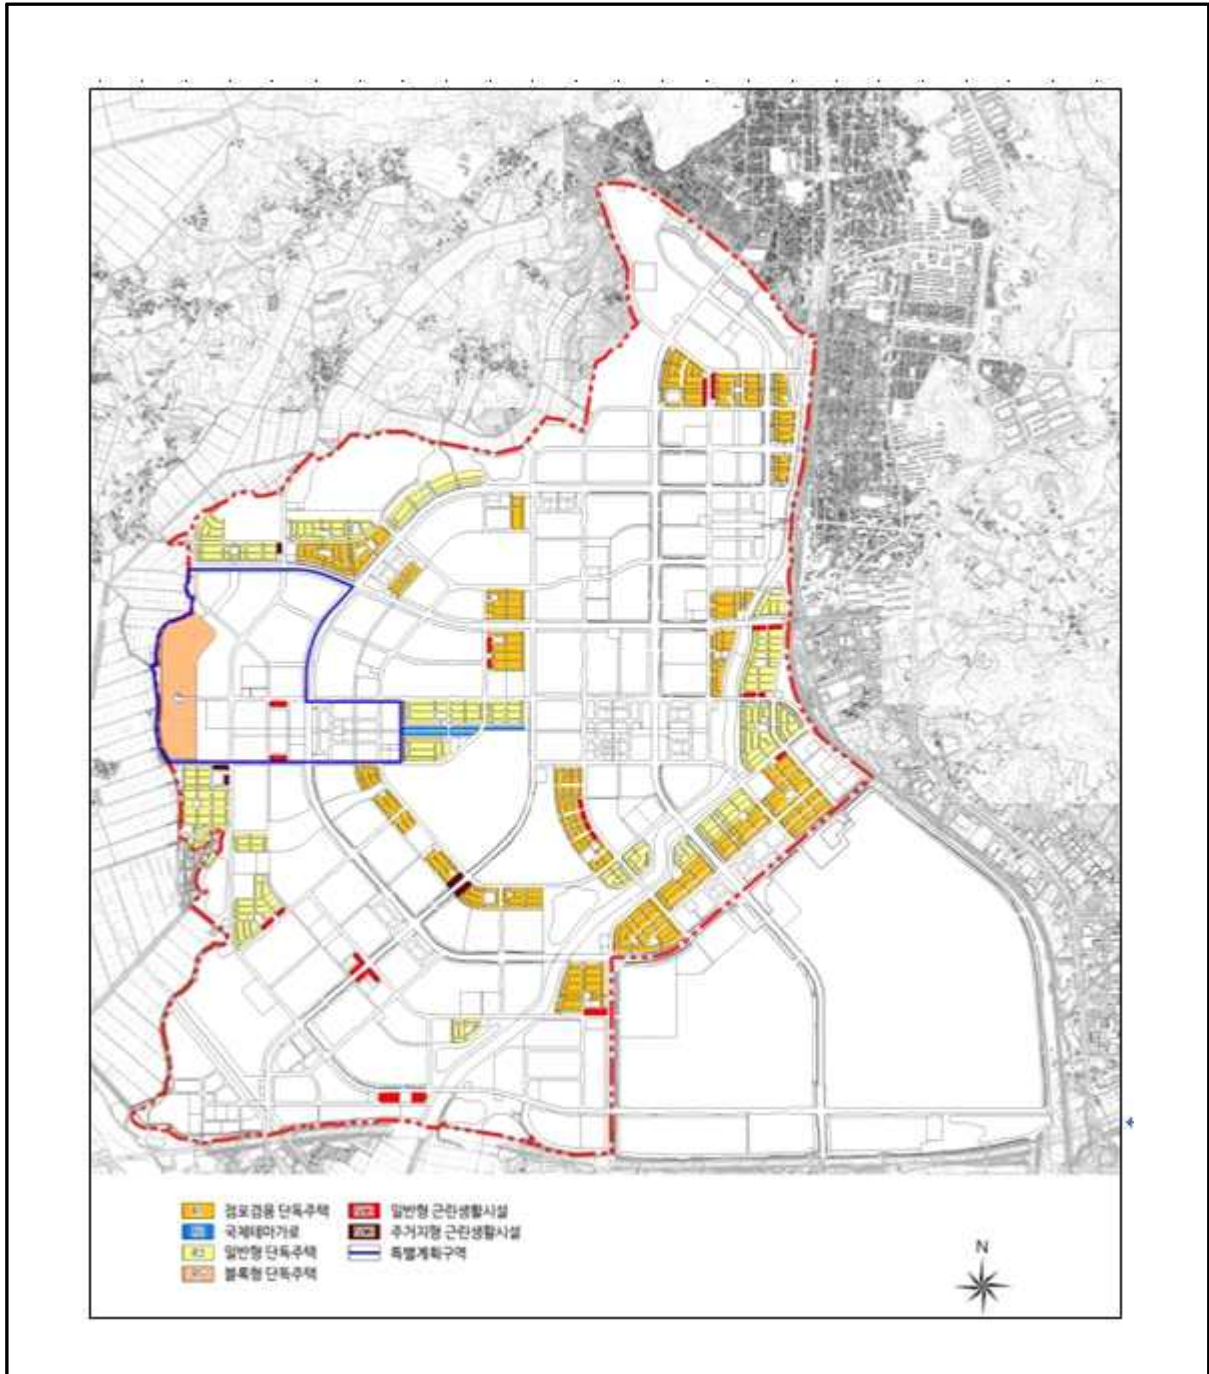 점포겸용 단독주택
일반형 근린생활시설
국제테마가로
주거지형 근린생활시설
일반형 단독주택
특별계획구역
블록형 단독주택
N